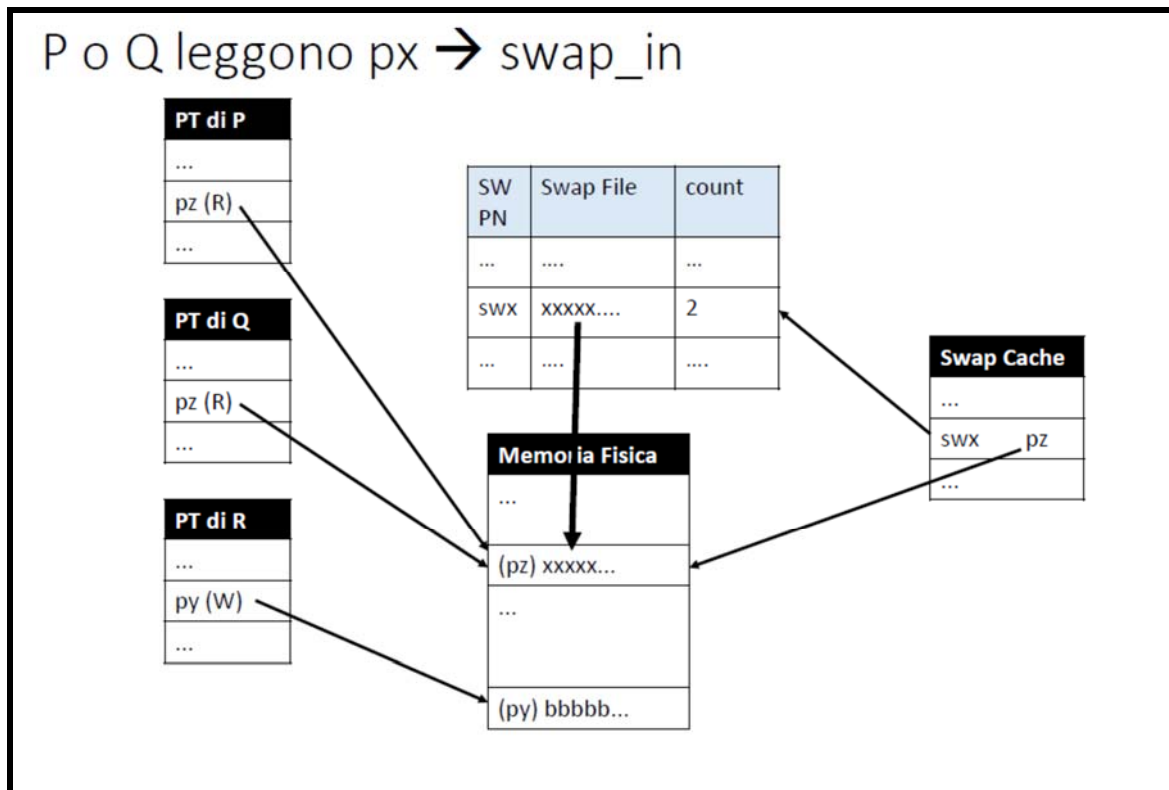 P o Q leggono px → swap_in
PT di P
...
pz (R)
...
PT di Q
...
pz (R)
...
PT di R
...
py (W)
...
SW PN Swap File count
... .... ...
swx xxxxx.... 2
... .... ....
Memoria Fisica
...
(pz) xxxxx...
...
(py) bbbbb...
Swap Cache
...
swx pz
...